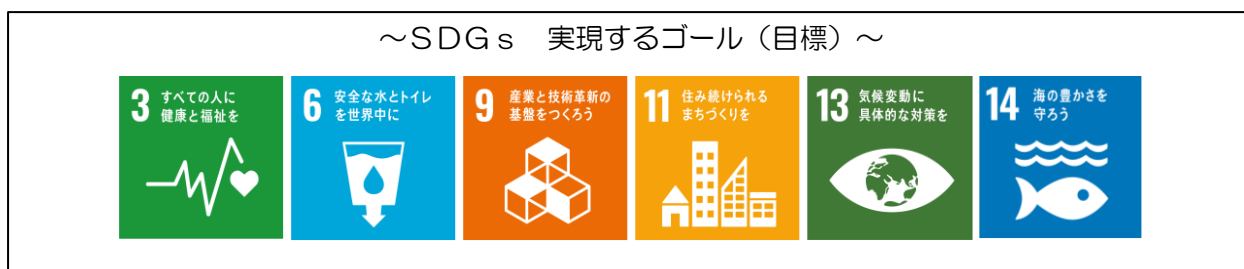 ～ＳＤＧｓ　実現するゴール（目標）～
3 すべての人に
健康と福祉を
6 安全な水とトイレ
を世界中に
9 産業と技術革新の
基盤をつくろう
11 住み続けられる
まちづくりを
13 気候変動に
具体的な対策を
14 海の豊かさを
守ろう